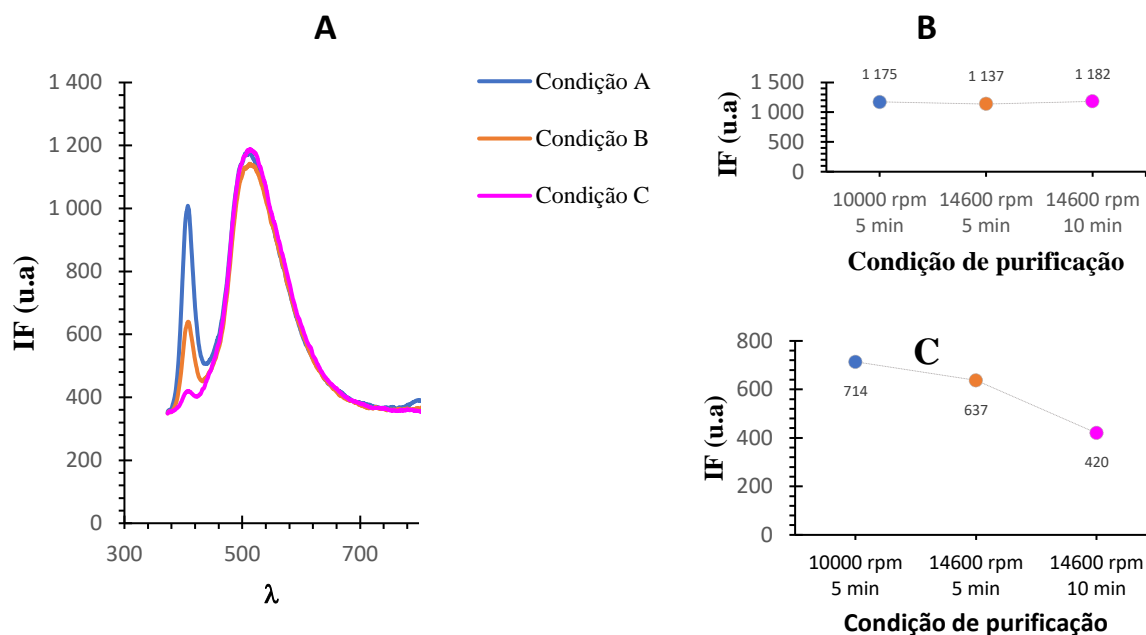 A
1 400
1 200
1 000
800
600
400
200
0
300 500 700
IF (u.a)
λ
Condição A
Condição B
Condição C
B
1 175 1 137 1 182
1 500
1 000
500
0
IF (u.a)
10000 rpm 14600 rpm 14600 rpm
5 min 5 min 10 min
Condição de purificação
C
800
600
400
200
0
IF (u.a)
714
637
420
10000 rpm 14600 rpm 14600 rpm
5 min 5 min 10 min
Condição de purificação